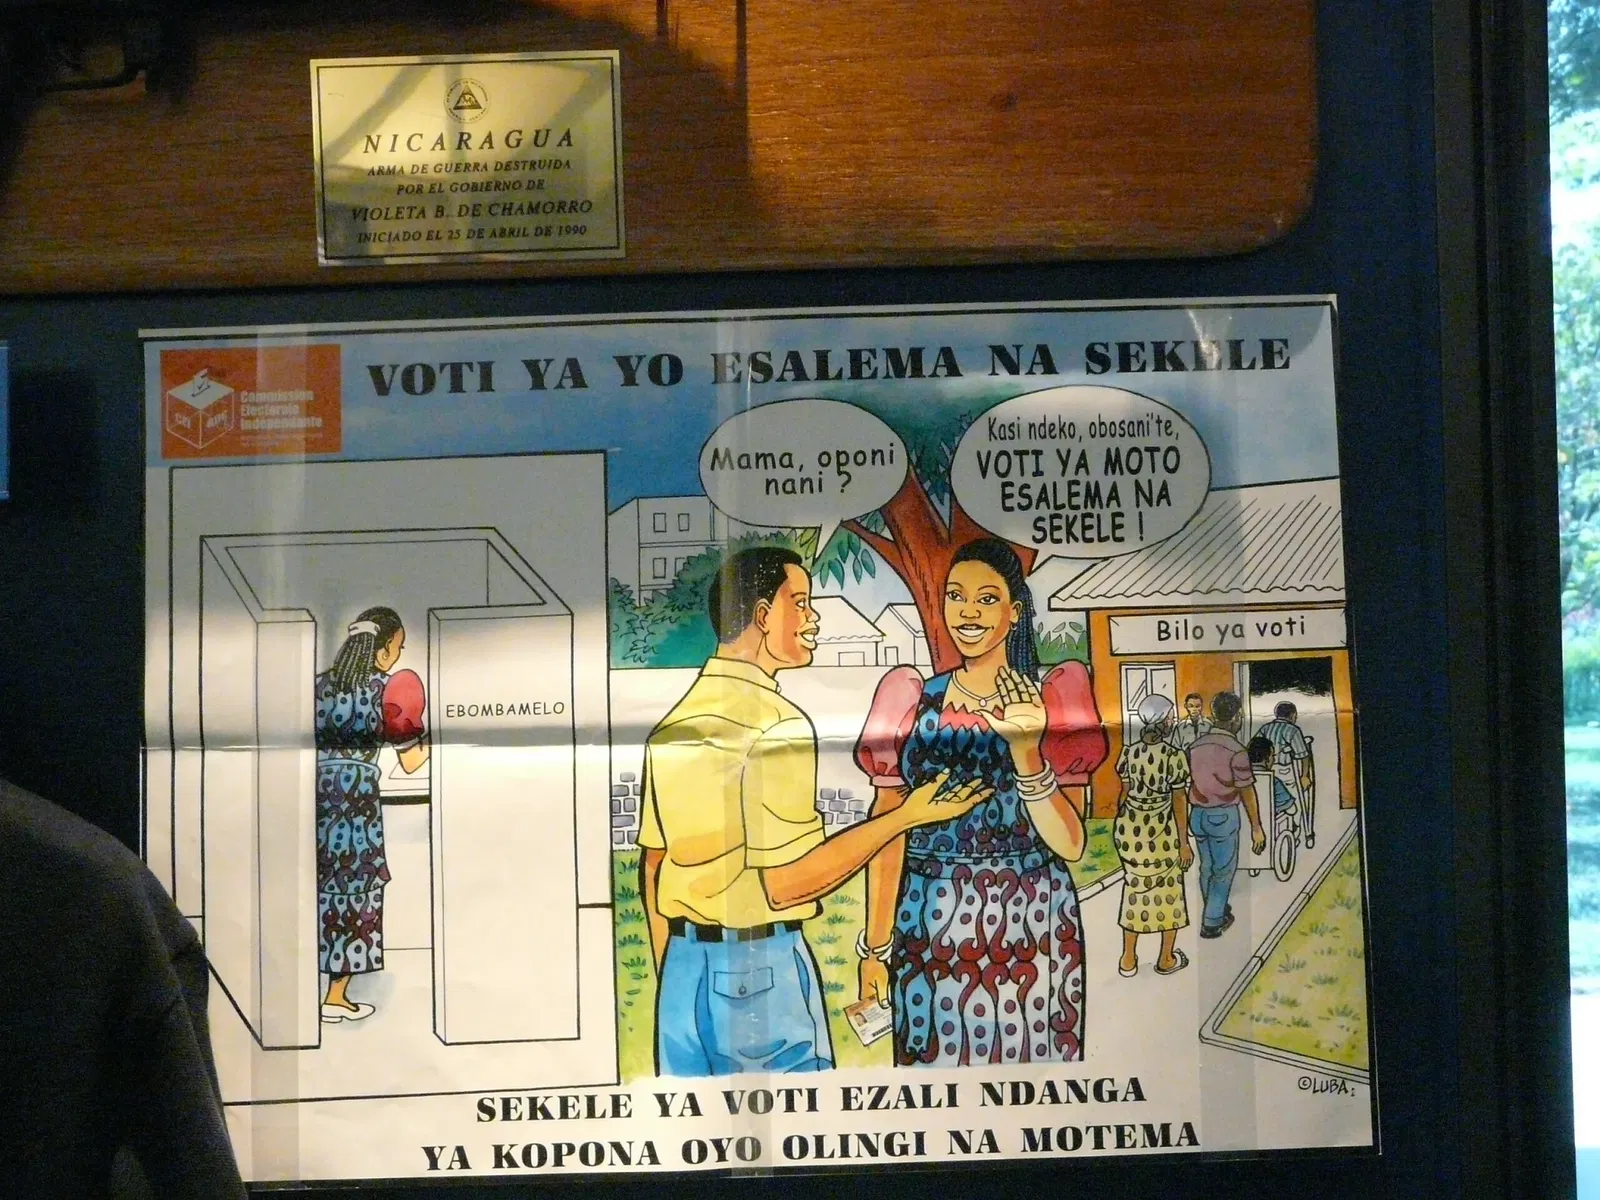 NICARAGUA
ARMA DE GUERRA DESTRUIDA
POR EL GOBIERNO DE
VIOLETA B. DE CHAMORRO
INICIADO EL 25 DE ABRIL DE 1990
VOTI YA YO ESALEMA NA SEKELE
CEI
Commission
Electorale
Indépendante
Mama, oponi
nani ?
Kasi ndeko, obosani'te,
VOTI YA MOTO
ESALEMA NA
SEKELE !
Bilo ya voti
EBOMBAMELO
©LUBA
SEKELE YA VOTI EZALI NDANGA
YA KOPONA OYO OLINGI NA MOTEMA